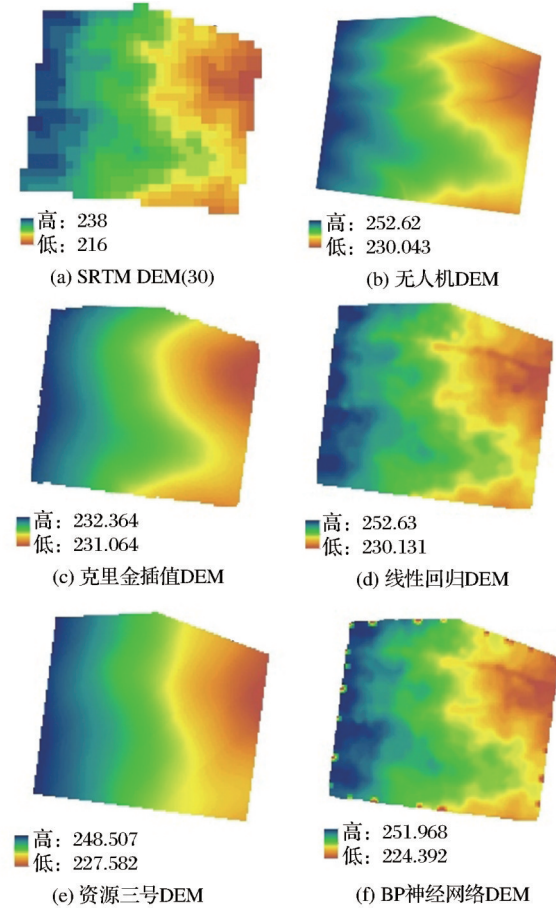 高：238
低：216
(a) SRTM DEM(30)
高：252.62
低：230.043
(b) 无人机DEM
高：232.364
低：231.064
(c) 克里金插值DEM
高：252.63
低：230.131
(d) 线性回归DEM
高：248.507
低：227.582
(e) 资源三号DEM
高：251.968
低：224.392
(f) BP神经网络DEM